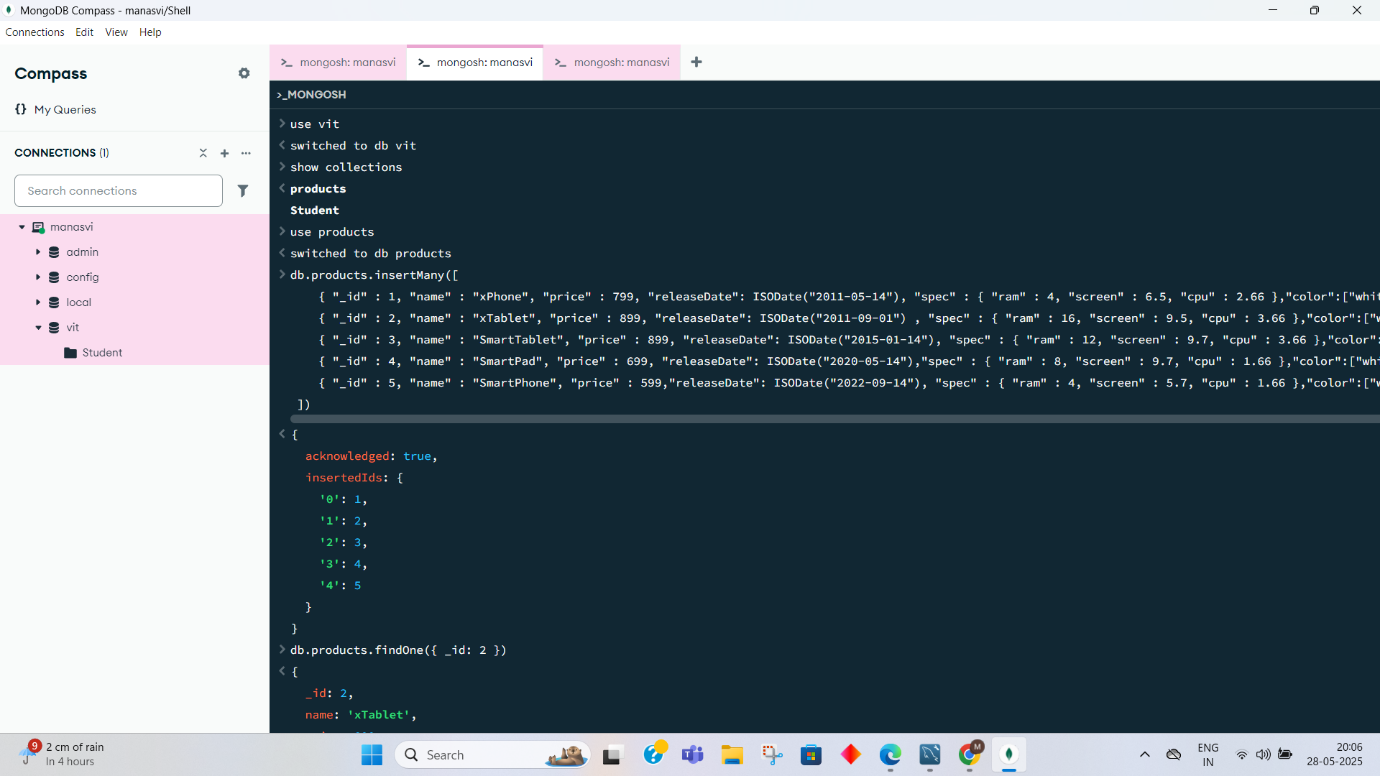 MongoDB Compass - manasvi/Shell
Connections Edit View Help
Compass
{} My Queries
CONNECTIONS (1)
Search connections
manasvi
admin
config
local
vit
Student
>_ mongosh: manasvi
>_ mongosh: manasvi
>_ mongosh: manasvi
+
>_MONGOSH
> use vit
< switched to db vit
> show collections
< products
Student
> use products
< switched to db products
> db.products.insertMany([
{ "_id" : 1, "name" : "xPhone", "price" : 799, "releaseDate": ISODate("2011-05-14"), "spec" : { "ram" : 4, "screen" : 6.5, "cpu" : 2.66 },"color":["whi
{ "_id" : 2, "name" : "xTablet", "price" : 899, "releaseDate": ISODate("2011-09-01") , "spec" : { "ram" : 16, "screen" : 9.5, "cpu" : 3.66 },"color":["w
{ "_id" : 3, "name" : "SmartTablet", "price" : 899, "releaseDate": ISODate("2015-01-14"), "spec" : { "ram" : 12, "screen" : 9.7, "cpu" : 3.66 },"color":
{ "_id" : 4, "name" : "SmartPad", "price" : 699, "releaseDate": ISODate("2020-05-14"),"spec" : { "ram" : 8, "screen" : 9.7, "cpu" : 1.66 },"color":["whi
{ "_id" : 5, "name" : "SmartPhone", "price" : 599,"releaseDate": ISODate("2022-09-14"), "spec" : { "ram" : 4, "screen" : 5.7, "cpu" : 1.66 },"color":["w
])
< {
acknowledged: true,
insertedIds: {
'0': 1,
'1': 2,
'2': 3,
'3': 4,
'4': 5
}
}
> db.products.findOne({ _id: 2 })
< {
_id: 2,
name: 'xTablet',
9
2 cm of rain
In 4 hours
Search
M
ENG
IN
20:06
28-05-2025